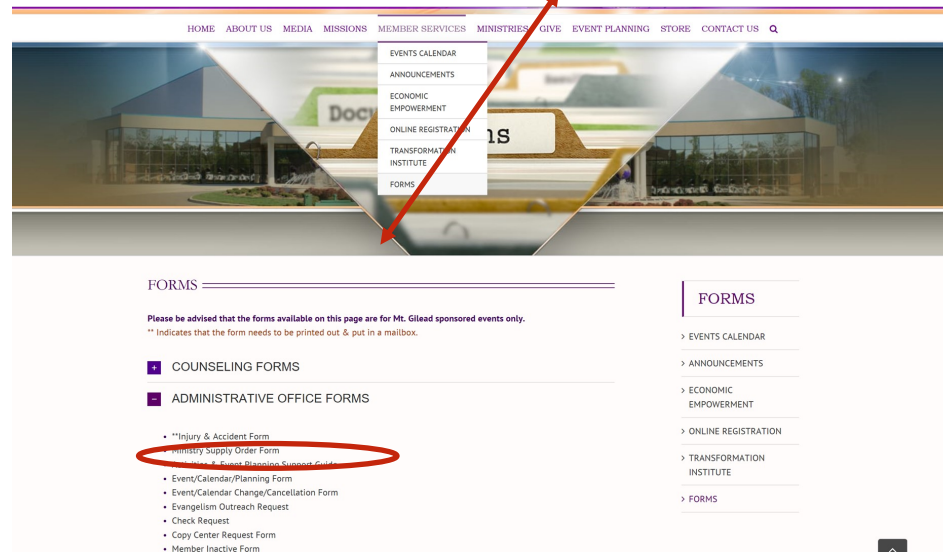 HOME ABOUT US MEDIA MISSIONS MEMBER SERVICES MINISTRIES GIVE EVENT PLANNING STORE CONTACT US
EVENTS CALENDAR
ANNOUNCEMENTS
ECONOMIC
EMPOWERMENT
ONLINE REGISTRATION
TRANSFORMATION
INSTITUTE
FORMS
FORMS
Please be advised that the forms available on this page are for Mt. Gilead sponsored events only.
** Indicates that the form needs to be printed out & put in a mailbox.
+ COUNSELING FORMS
– ADMINISTRATIVE OFFICE FORMS
• **Injury & Accident Form
• Ministry Supply Order Form
• Activities & Event Planning Support Guide
• Event/Calendar/Planning Form
• Event/Calendar Change/Cancellation Form
• Evangelism Outreach Request
• Check Request
• Copy Center Request Form
• Member Inactive Form
FORMS
> EVENTS CALENDAR
> ANNOUNCEMENTS
> ECONOMIC
EMPOWERMENT
> ONLINE REGISTRATION
> TRANSFORMATION
INSTITUTE
> FORMS